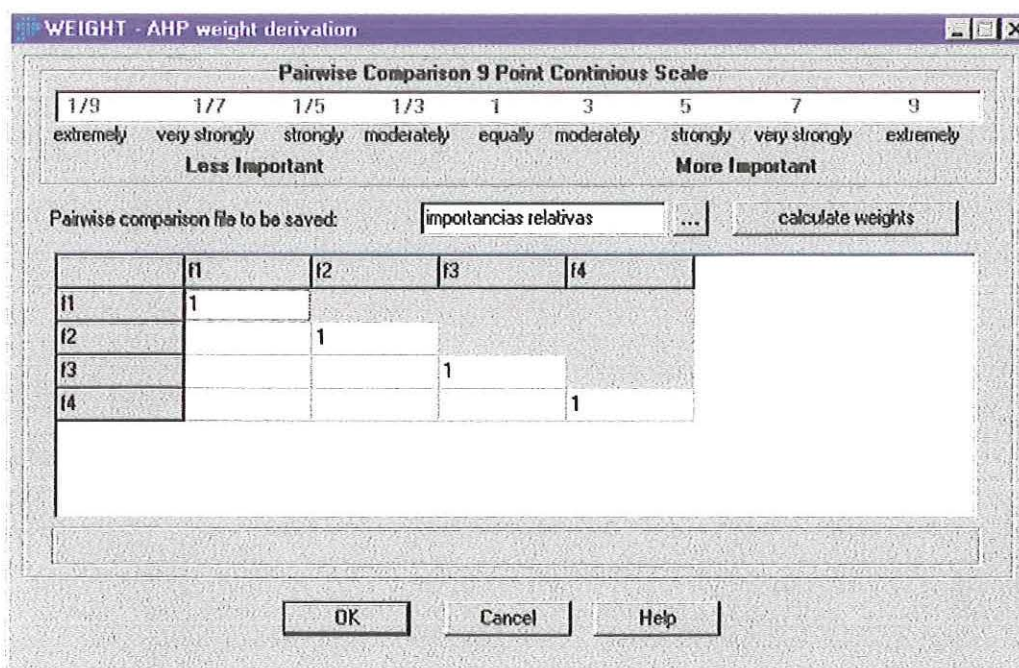 WEIGHT - AHP weight derivation
Pairwise Comparison 9 Point Continious Scale
1/9 1/7 1/5 1/3 1 3 5 7 9
extremely very strongly strongly moderately equally moderately strongly very strongly extremely
Less Important More Important
Pairwise comparison file to be saved: importancias relativas ... calculate weights
f1 f2 f3 f4
f1 1
f2 1
f3 1
f4 1
OK Cancel Help